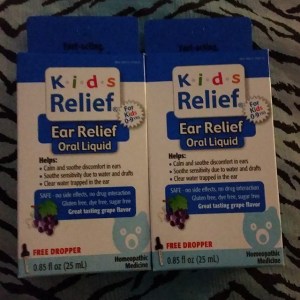 Kids
Relief
For
Kids
0-9 yrs
Ear Relief
Oral Liquid
Helps:
• Calm and soothe discomfort in ears
• Soothe sensitivity due to water and drafts
• Clear water trapped in the ear
SAFE - no side effects, no drug interaction
Gluten free, dye free, sugar free
Great tasting grape flavor
FREE DROPPER
0.85 fl oz (25 mL)
Homeopathic
Medicine
Kids
Relief
For
Kids
0-9 yrs
Ear Relief
Oral Liquid
Helps:
• Calm and soothe discomfort in ears
• Soothe sensitivity due to water and drafts
• Clear water trapped in the ear
SAFE - no side effects, no drug interaction
Gluten free, dye free, sugar free
Great tasting grape flavor
FREE DROPPER
0.85 fl oz (25 mL)
Homeopathic
Medicine